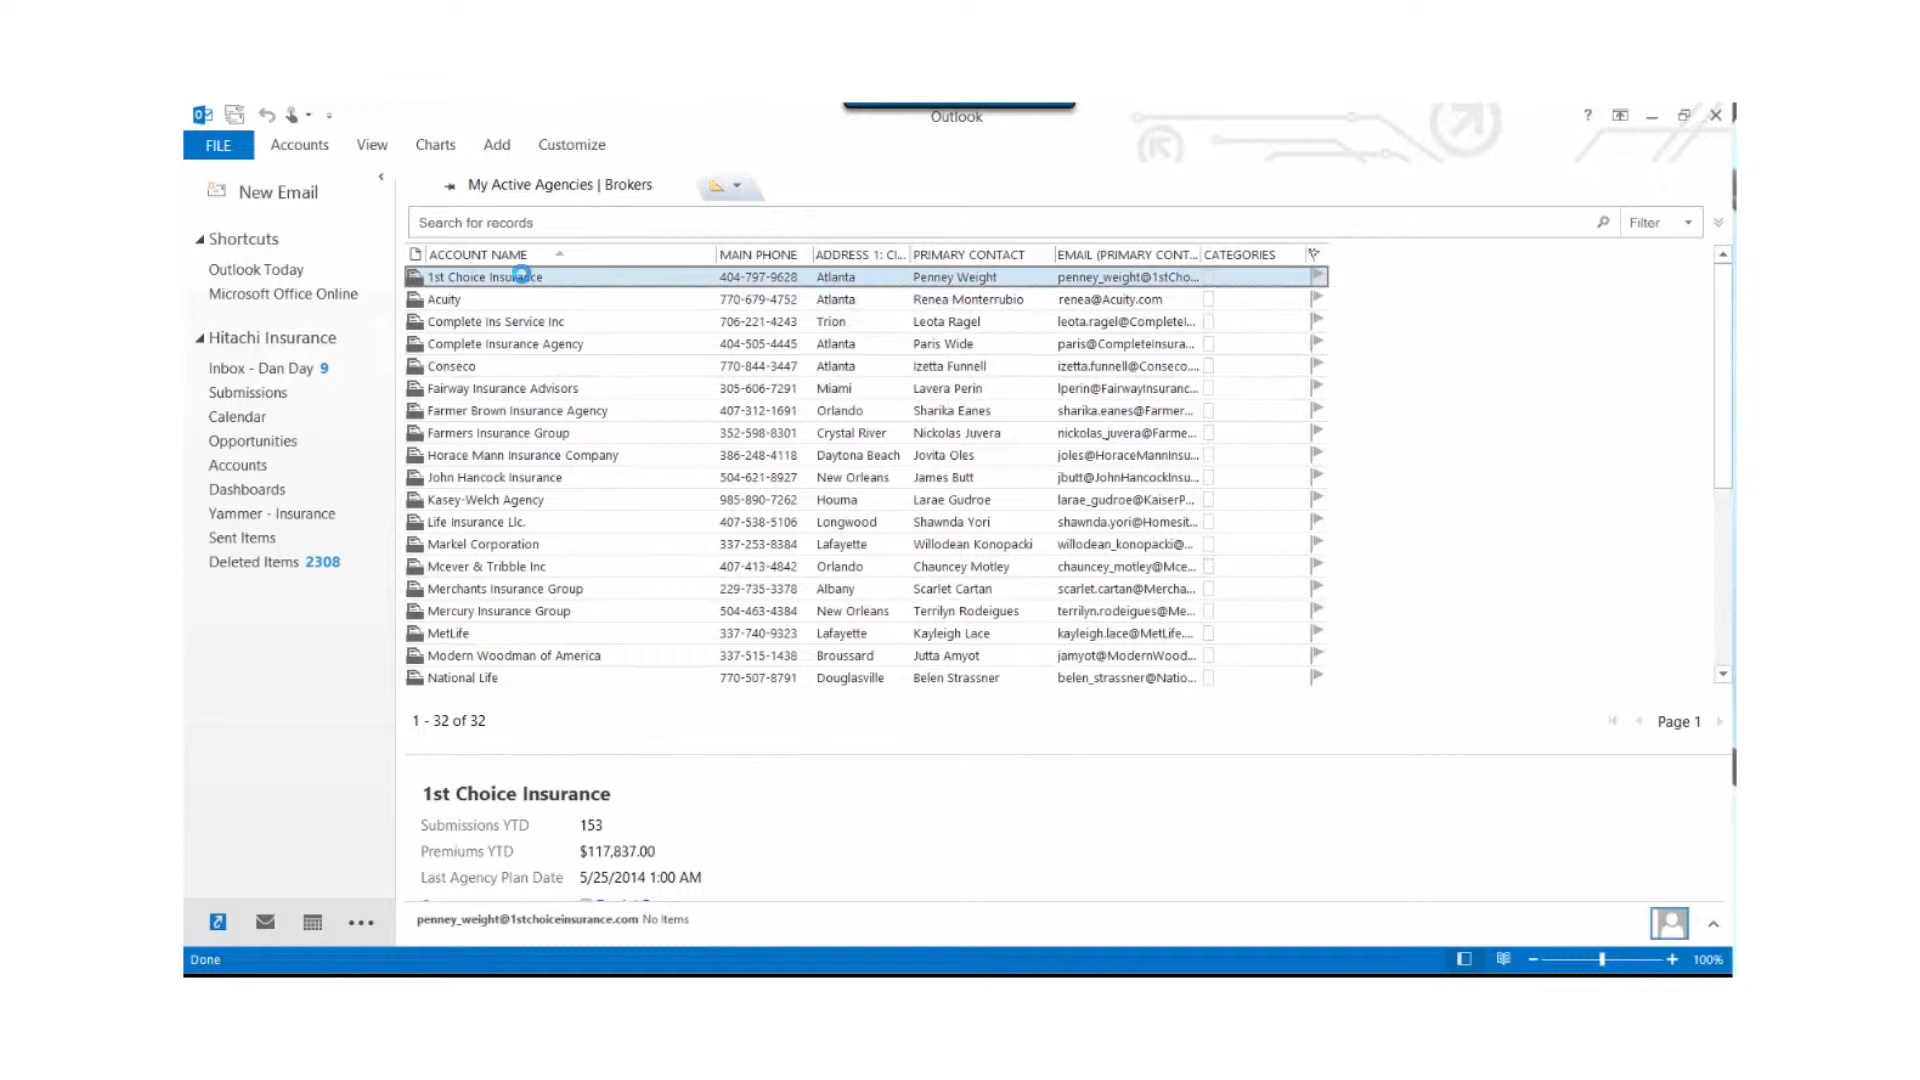 Outlook
?
FILE Accounts View Charts Add Customize
New Email
My Active Agencies | Brokers
Search for records Filter
Shortcuts
Outlook Today
Microsoft Office Online
Hitachi Insurance
Inbox - Dan Day 9
Submissions
Calendar
Opportunities
Accounts
Dashboards
Yammer - Insurance
Sent Items
Deleted Items 2308
ACCOUNT NAME MAIN PHONE ADDRESS 1: CI... PRIMARY CONTACT EMAIL (PRIMARY CONT... CATEGORIES
1st Choice Insurance 404-797-9628 Atlanta Penney Weight penney_weight@1stCho...
Acuity 770-679-4752 Atlanta Renea Monterrubio renea@Acuity.com
Complete Ins Service Inc 706-221-4243 Trion Leota Ragel leota.ragel@CompleteI...
Complete Insurance Agency 404-505-4445 Atlanta Paris Wide paris@CompleteInsura...
Conseco 770-844-3447 Atlanta Izetta Funnell izetta.funnell@Conseco....
Fairway Insurance Advisors 305-606-7291 Miami Lavera Perin lperin@FairwayInsuranc...
Farmer Brown Insurance Agency 407-312-1691 Orlando Sharika Eanes sharika.eanes@Farmer...
Farmers Insurance Group 352-598-8301 Crystal River Nickolas Juvera nickolas_juvera@Farme...
Horace Mann Insurance Company 386-248-4118 Daytona Beach Jovita Oles joles@HoraceMannInsu...
John Hancock Insurance 504-621-8927 New Orleans James Butt jbutt@JohnHancockInsu...
Kasey-Welch Agency 985-890-7262 Houma Larae Gudroe larae_gudroe@KaiserP...
Life Insurance Llc. 407-538-5106 Longwood Shawnda Yori shawnda.yori@Homesit...
Markel Corporation 337-253-8384 Lafayette Willodean Konopacki willodean_konopacki@...
Mcever & Tribble Inc 407-413-4842 Orlando Chauncey Motley chauncey_motley@Mce...
Merchants Insurance Group 229-735-3378 Albany Scarlet Cartan scarlet.cartan@Mercha...
Mercury Insurance Group 504-463-4384 New Orleans Terrilyn Rodeigues terrilyn.rodeigues@Me...
MetLife 337-740-9323 Lafayette Kayleigh Lace kayleigh.lace@MetLife....
Modern Woodman of America 337-515-1438 Broussard Jutta Amyot jamyot@ModernWood...
National Life 770-507-8791 Douglasville Belen Strassner belen_strassner@Natio...
1 - 32 of 32 Page 1
1st Choice Insurance
Submissions YTD 153
Premiums YTD $117,837.00
Last Agency Plan Date 5/25/2014 1:00 AM
penney_weight@1stchoiceinsurance.com No Items
Done 100%